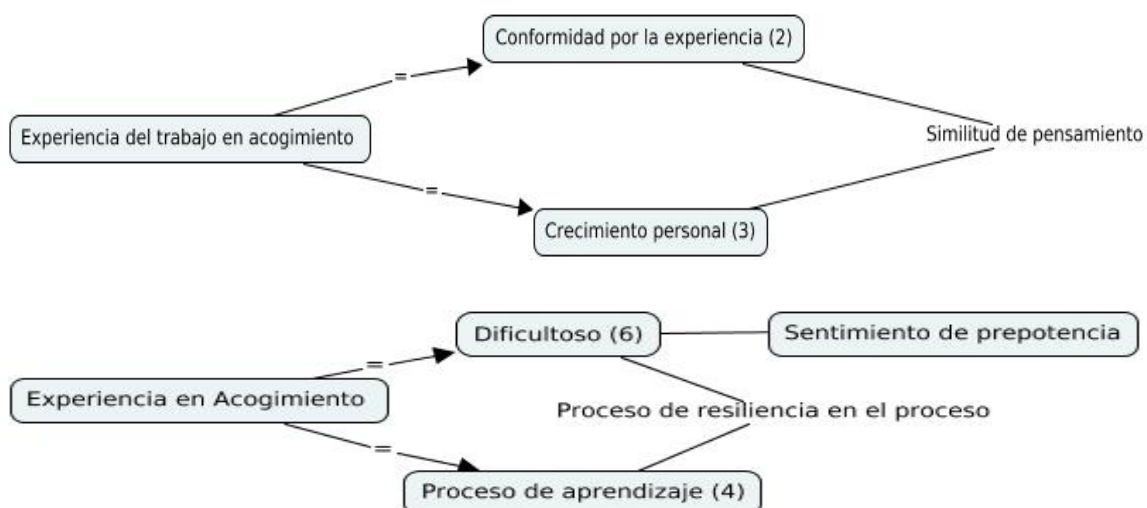 Conformidad por la experiencia (2)
=
Experiencia del trabajo en acogimiento
Similitud de pensamiento
=
Crecimiento personal (3)
Dificultoso (6)
Sentimiento de prepotencia
=
Experiencia en Acogimiento
Proceso de resiliencia en el proceso
=
Proceso de aprendizaje (4)